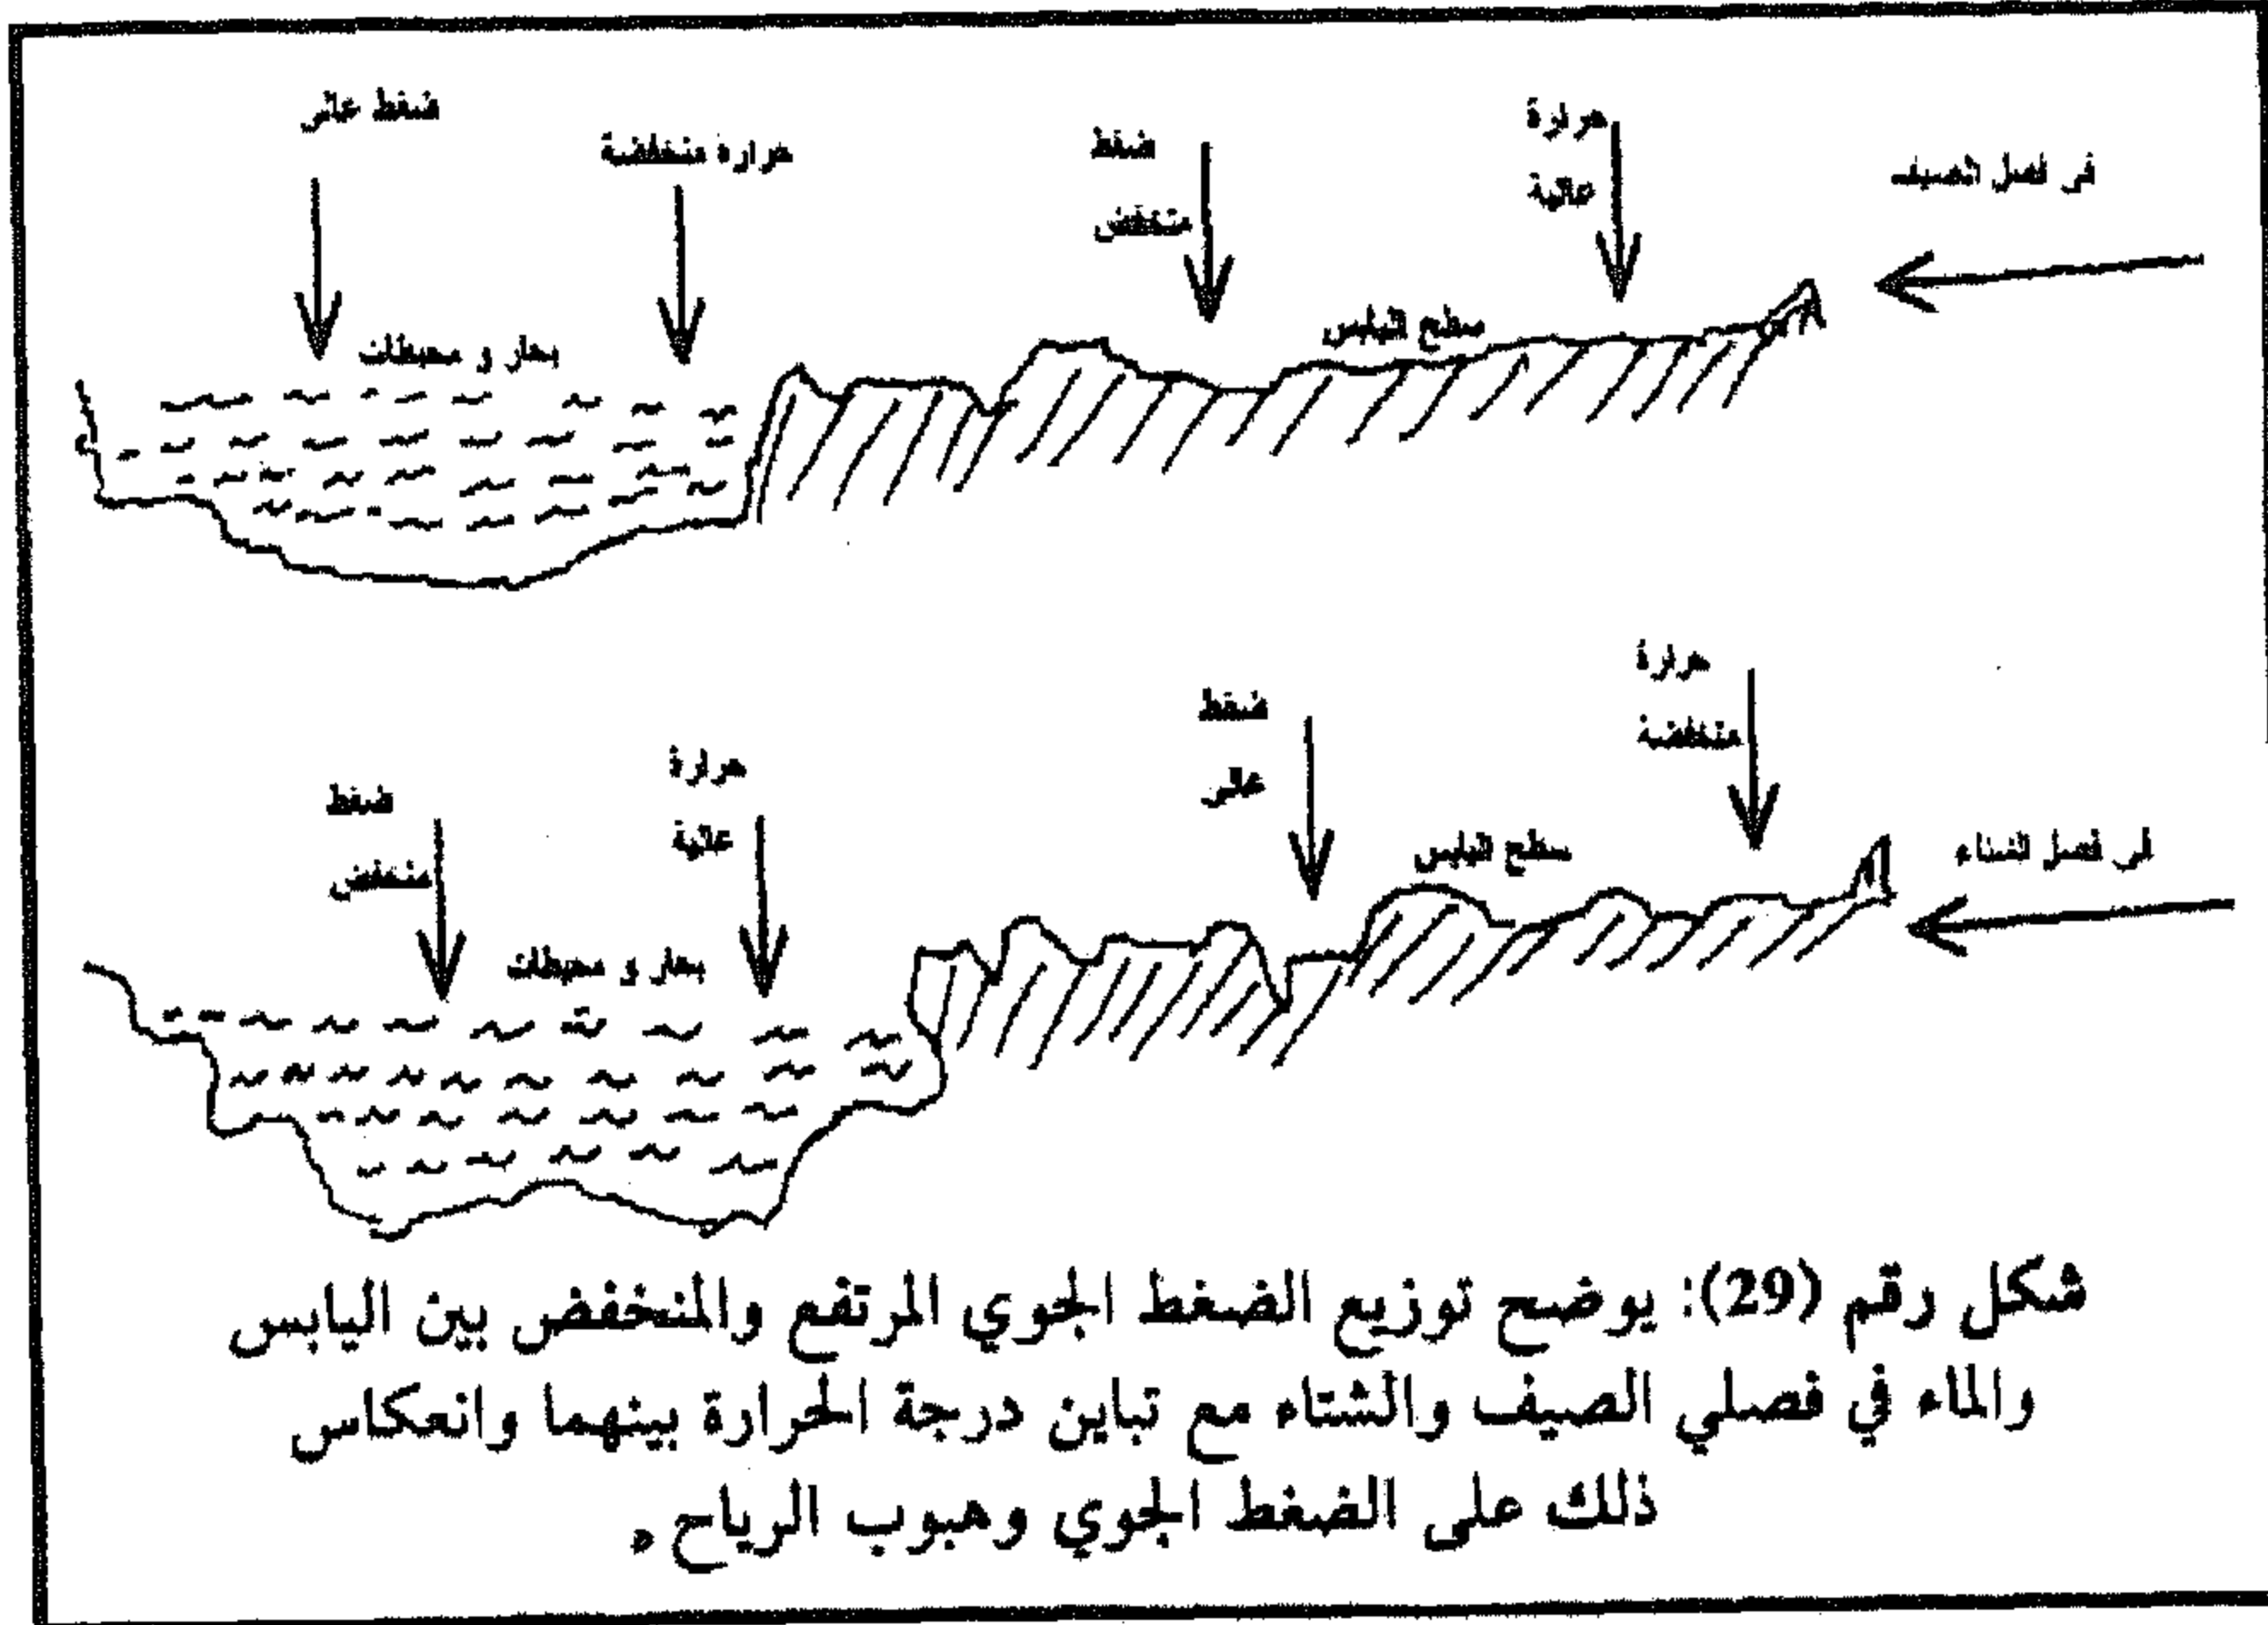 في فصل الصيف
حرارة
عالية
ضغط
منخفض
حرارة منخفضة
ضغط عالى
سطح اليابس
بحار و محيطات
في فصل الشتاء
حرارة
منخفضة
ضغط
عالى
حرارة
عالية
ضغط
منخفض
سطح اليابس
بحار و محيطات
شكل رقم (29): يوضح توزيع الضغط الجوي المرتفع والمنخفض بين اليابس
والماء في فصلي الصيف والشتاء مع تباين درجة الحرارة بينهما وانعكاس
ذلك على الضغط الجوي وهبوب الرياح .